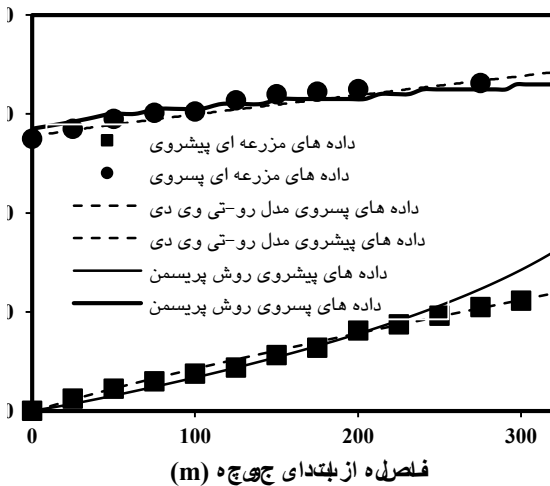 داده های مزرعه ای پیشروی
داده های مزرعه ای پسروی
داده های پسروی مدل رو-تی وی دی
داده های پیشروی مدل رو-تی وی دی
داده های پیشروی روش پریسمن
داده های پسروی روش پریسمن
0 100 200 300
فاصله از ابتدای جویچه (m)